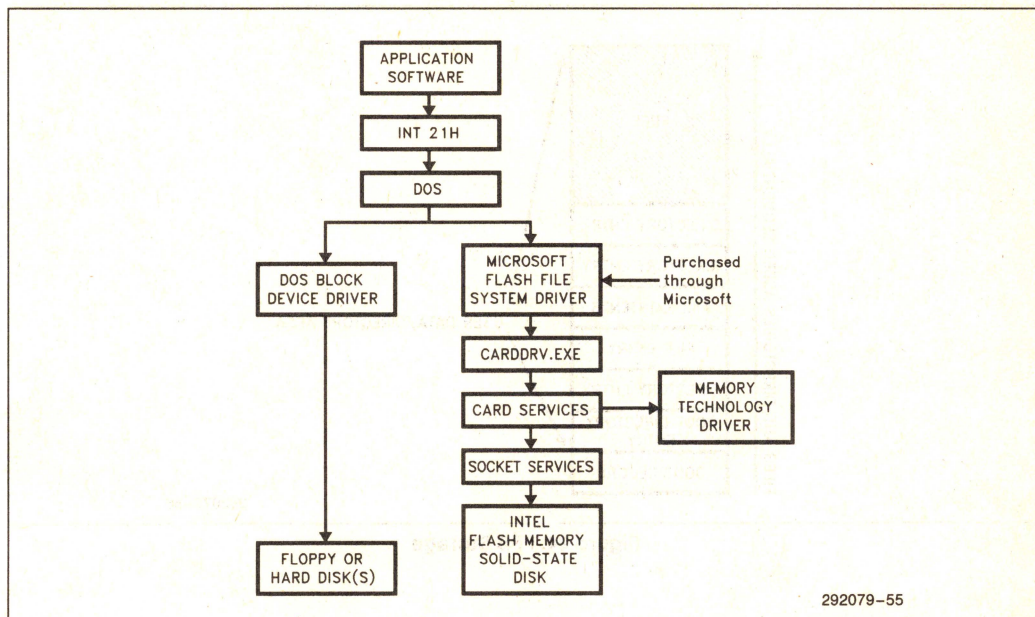 APPLICATION
SOFTWARE
INT 21H
DOS
DOS BLOCK
DEVICE DRIVER
MICROSOFT
FLASH FILE
SYSTEM DRIVER
Purchased
through
Microsoft
CARDDRV.EXE
CARD SERVICES
MEMORY
TECHNOLOGY
DRIVER
SOCKET SERVICES
FLOPPY OR
HARD DISK(S)
INTEL
FLASH MEMORY
SOLID-STATE
DISK
292079-55